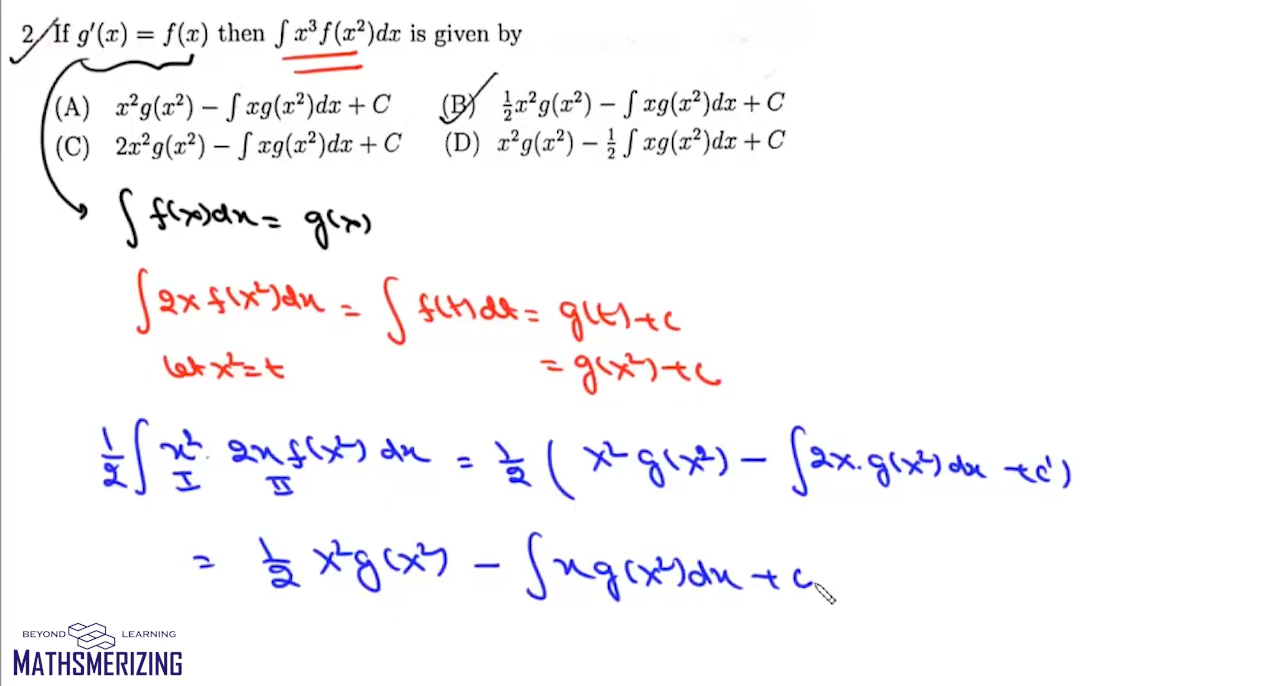 2. If g′(x) = f(x) then ∫ x³f(x²)dx is given by
(A) x²g(x²) − ∫ xg(x²)dx + C (B) ½x²g(x²) − ∫ xg(x²)dx + C
(C) 2x²g(x²) − ∫ xg(x²)dx + C (D) x²g(x²) − ½ ∫ xg(x²)dx + C
∫ f(x)dx = g(x)
∫ 2x f(x²)dx = ∫ f(t)dt = g(t) + c
let x² = t = g(x²) + c
½ ∫ x² . 2x f(x²) dx = ½ ( x² g(x²) − ∫ 2x . g(x²) dx + c' )
I II
= ½ x² g(x²) − ∫ x g(x²) dx + c
BEYOND LEARNING
MATHSMERIZING